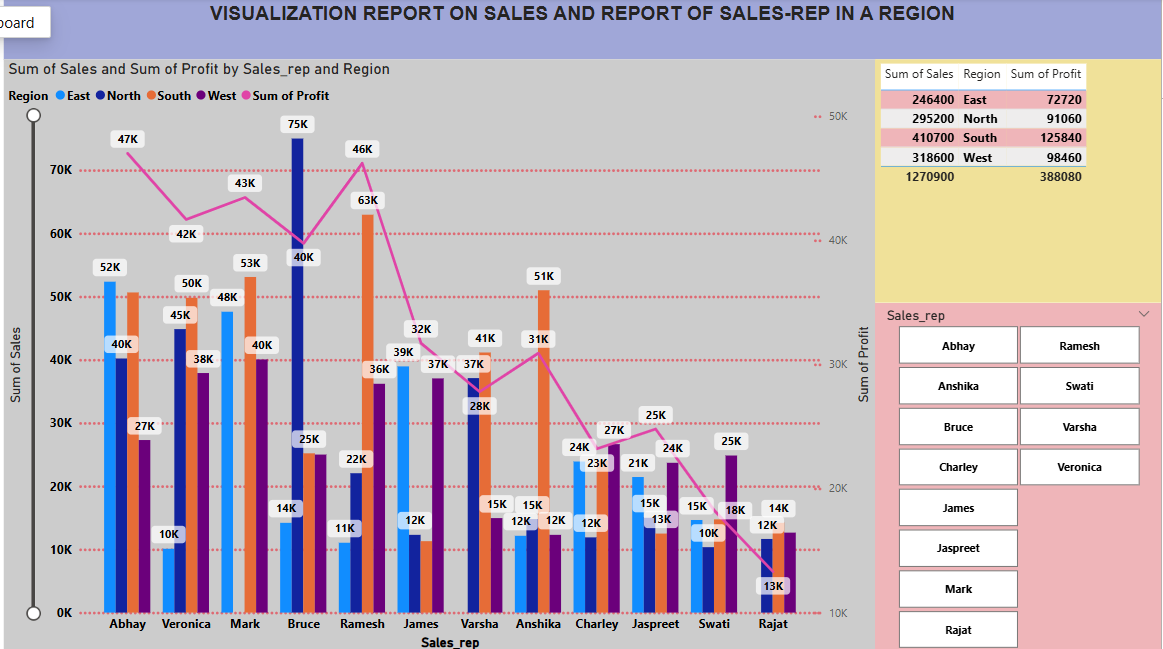 VISUALIZATION REPORT ON SALES AND REPORT OF SALES-REP IN A REGION
board
Sum of Sales and Sum of Profit by Sales_rep and Region
Region East North South West Sum of Profit
Sum of Sales
70K
60K
50K
40K
30K
20K
10K
0K
52K 40K 27K 47K
10K 45K 50K 38K 42K
48K 53K 40K 43K
14K 75K 25K 40K
11K 22K 63K 36K 46K
39K 12K 37K 32K
37K 41K 15K 28K
12K 15K 51K 12K 31K
24K 12K 27K 23K
21K 15K 13K 24K 25K
15K 10K 25K 18K
12K 14K 13K
Abhay Veronica Mark Bruce Ramesh James Varsha Anshika Charley Jaspreet Swati Rajat
Sales_rep
50K
40K
30K
20K
10K
Sum of Profit
Sum of Sales Region Sum of Profit
246400 East 72720
295200 North 91060
410700 South 125840
318600 West 98460
1270900 388080
Sales_rep
Abhay Ramesh
Anshika Swati
Bruce Varsha
Charley Veronica
James
Jaspreet
Mark
Rajat